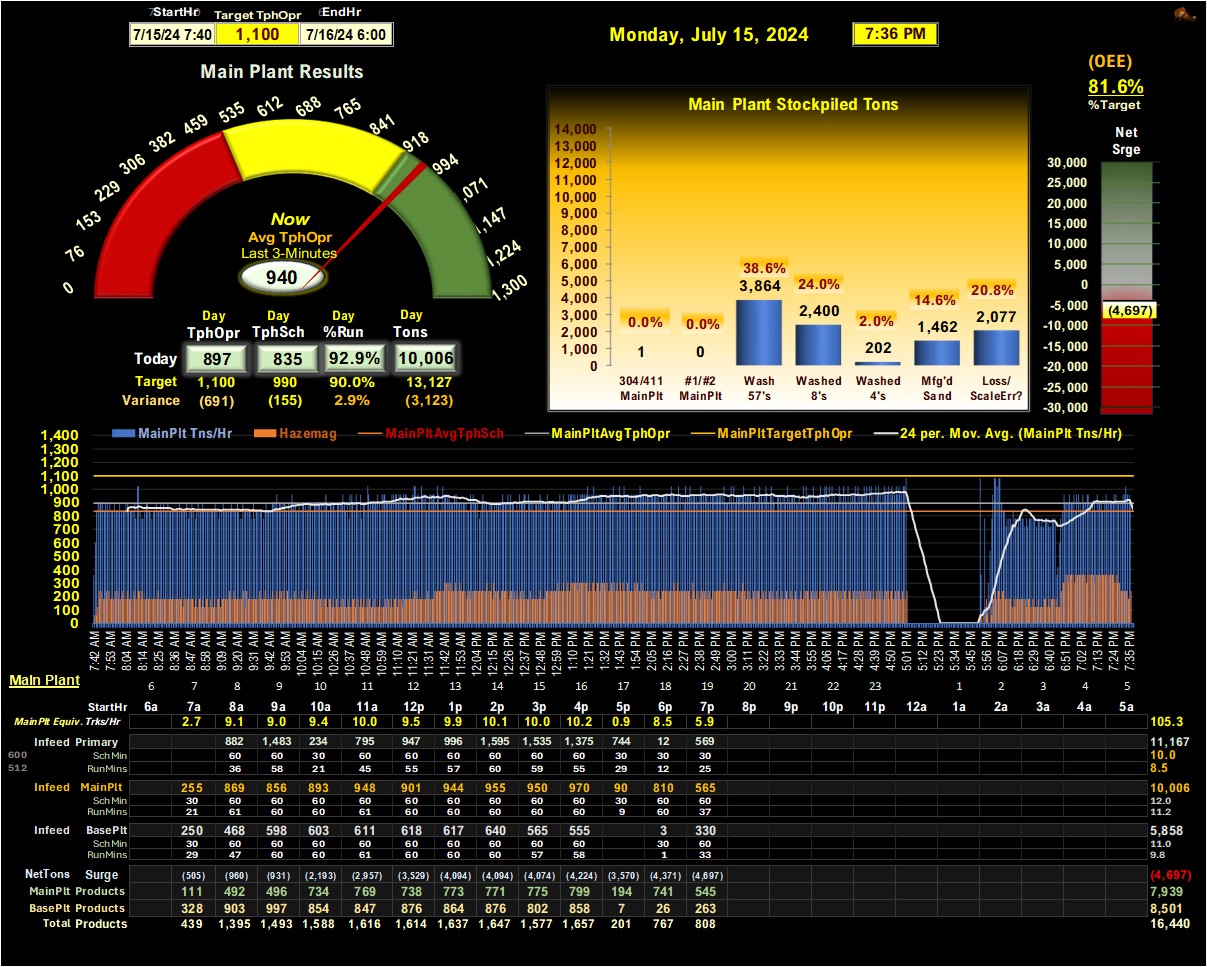 StartHr Target TphOpr EndHr
7/15/24 7:40 1,100 7/16/24 6:00
Monday, July 15, 2024 7:36 PM
(OEE)
81.6%
%Target
Main Plant Results
0 76 153 229 306 382 459 535 612 688 765 841 918 994 ,071 ,147 1,224 1,300
Now
Avg TphOpr
Last 3-Minutes
940
Day Day Day Day
TphOpr TphSch %Run Tons
Today 897 835 92.9% 10,006
Target 1,100 990 90.0% 13,127
Variance (691) (155) 2.9% (3,123)
Main Plant Stockpiled Tons
14,000
13,000
12,000
11,000
10,000
9,000
8,000
7,000
6,000
5,000
4,000
3,000
2,000
1,000
0
0.0% 0.0% 38.6% 24.0% 2.0% 14.6% 20.8%
1 0 3,864 2,400 202 1,462 2,077
304/411 #1/#2 Wash Washed Washed Mfg'd Loss/
MainPlt MainPlt 57's 8's 4's Sand ScaleErr?
Net
Srge
30,000
25,000
20,000
15,000
10,000
5,000
0
-5,000
(4,697)
-10,000
-15,000
-20,000
-25,000
-30,000
MainPlt Tns/Hr Hazemag MainPltAvgTphSch MainPltAvgTphOpr MainPltTargetTphOpr 24 per. Mov. Avg. (MainPlt Tns/Hr)
1,400
1,300
1,200
1,100
1,000
900
800
700
600
500
400
300
200
100
0
7:42 AM 7:53 AM 8:04 AM 8:14 AM 8:25 AM 8:36 AM 8:47 AM 8:58 AM 9:09 AM 9:20 AM 9:31 AM 9:42 AM 9:53 AM 10:04 AM 10:15 AM 10:26 AM 10:37 AM 10:48 AM 10:59 AM 11:10 AM 11:21 AM 11:31 AM 11:42 AM 11:53 AM 12:04 PM 12:15 PM 12:26 PM 12:37 PM 12:48 PM 12:59 PM 1:10 PM 1:21 PM 1:32 PM 1:43 PM 1:54 PM 2:05 PM 2:16 PM 2:27 PM 2:38 PM 2:49 PM 3:00 PM 3:11 PM 3:22 PM 3:33 PM 3:44 PM 3:55 PM 4:06 PM 4:17 PM 4:28 PM 4:39 PM 4:50 PM 5:01 PM 5:12 PM 5:23 PM 5:34 PM 5:45 PM 5:56 PM 6:07 PM 6:18 PM 6:29 PM 6:40 PM 6:51 PM 7:02 PM 7:13 PM 7:24 PM 7:35 PM
Main Plant 6 7 8 9 10 11 12 13 14 15 16 17 18 19 20 21 22 23 1 2 3 4 5
StartHr 6a 7a 8a 9a 10a 11a 12p 1p 2p 3p 4p 5p 6p 7p 8p 9p 10p 11p 12a 1a 2a 3a 4a 5a
MainPlt Equiv. Trks/Hr 2.7 9.1 9.0 9.4 10.0 9.5 9.9 10.1 10.0 10.2 0.9 8.5 5.9 105.3
Infeed Primary 882 1,483 234 795 947 996 1,595 1,535 1,375 744 12 569 11,167
600 Sch Min 60 60 30 60 60 60 60 60 60 30 30 30 10.0
512 RunMins 36 58 21 45 55 57 60 59 55 29 12 25 8.5
Infeed MainPlt 255 869 856 893 948 901 944 955 950 970 90 810 565 10,006
Sch Min 30 60 60 60 60 60 60 60 60 60 30 60 60 12.0
RunMins 21 61 60 60 61 60 60 60 60 60 9 60 37 11.2
Infeed BasePlt 250 468 598 603 611 618 617 640 565 555 3 330 5,858
Sch Min 30 60 60 60 60 60 60 60 60 60 30 60 11.0
RunMins 29 47 60 60 61 60 60 60 57 58 1 33 9.8
NetTons Surge (505) (960) (931) (2,193) (2,957) (3,529) (4,094) (4,094) (4,074) (4,224) (3,570) (4,371) (4,697) (4,697)
MainPlt Products 111 492 496 734 769 738 773 771 775 799 194 741 545 7,939
BasePlt Products 328 903 997 854 847 876 864 876 802 858 7 26 263 8,501
Total Products 439 1,395 1,493 1,588 1,616 1,614 1,637 1,647 1,577 1,657 201 767 808 16,440